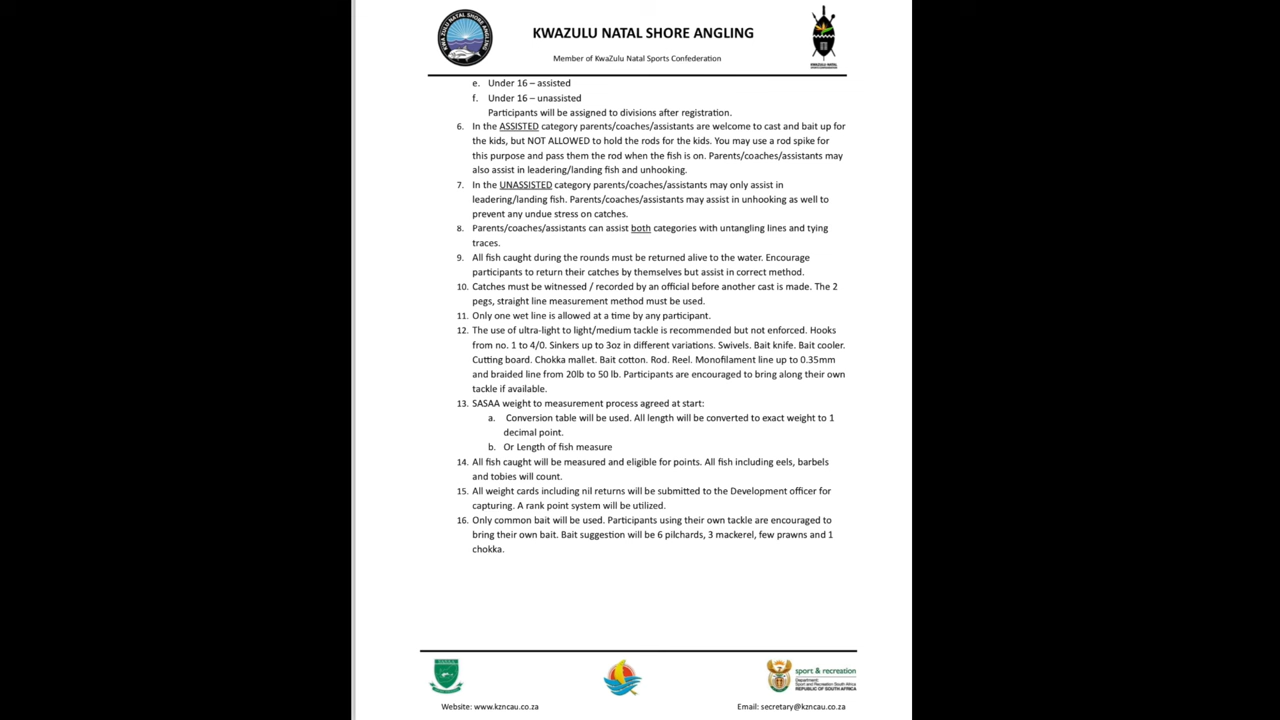 KWAZULU NATAL SHORE ANGLING
Member of KwaZulu Natal Sports Confederation
KWA ZULU NATAL SHORE ANGLING
KWAZULU NATAL
e. Under 16 – assisted
f. Under 16 – unassisted
Participants will be assigned to divisions after registration.
6. In the ASSISTED category parents/coaches/assistants are welcome to cast and bait up for
the kids, but NOT ALLOWED to hold the rods for the kids. You may use a rod spike for
this purpose and pass them the rod when the fish is on. Parents/coaches/assistants may
also assist in leadering/landing fish and unhooking.
7. In the UNASSISTED category parents/coaches/assistants may only assist in
leadering/landing fish. Parents/coaches/assistants may assist in unhooking as well to
prevent any undue stress on catches.
8. Parents/coaches/assistants can assist both categories with untangling lines and tying
traces.
9. All fish caught during the rounds must be returned alive to the water. Encourage
participants to return their catches by themselves but assist in correct method.
10. Catches must be witnessed / recorded by an official before another cast is made. The 2
pegs, straight line measurement method must be used.
11. Only one wet line is allowed at a time by any participant.
12. The use of ultra-light to light/medium tackle is recommended but not enforced. Hooks
from no. 1 to 4/0. Sinkers up to 3oz in different variations. Swivels. Bait knife. Bait cooler.
Cutting board. Chokka mallet. Bait cotton. Rod. Reel. Monofilament line up to 0.35mm
and braided line from 20lb to 50 lb. Participants are encouraged to bring along their own
tackle if available.
13. SASAA weight to measurement process agreed at start:
a. Conversion table will be used. All length will be converted to exact weight to 1
decimal point.
b. Or Length of fish measure
14. All fish caught will be measured and eligible for points. All fish including eels, barbels
and tobies will count.
15. All weight cards including nil returns will be submitted to the Development officer for
capturing. A rank point system will be utilized.
16. Only common bait will be used. Participants using their own tackle are encouraged to
bring their own bait. Bait suggestion will be 6 pilchards, 3 mackerel, few prawns and 1
chokka.
sport & recreation
Department:
Sport and Recreation South Africa
REPUBLIC OF SOUTH AFRICA
Website: www.kzncau.co.za
Email: secretary@kzncau.co.za